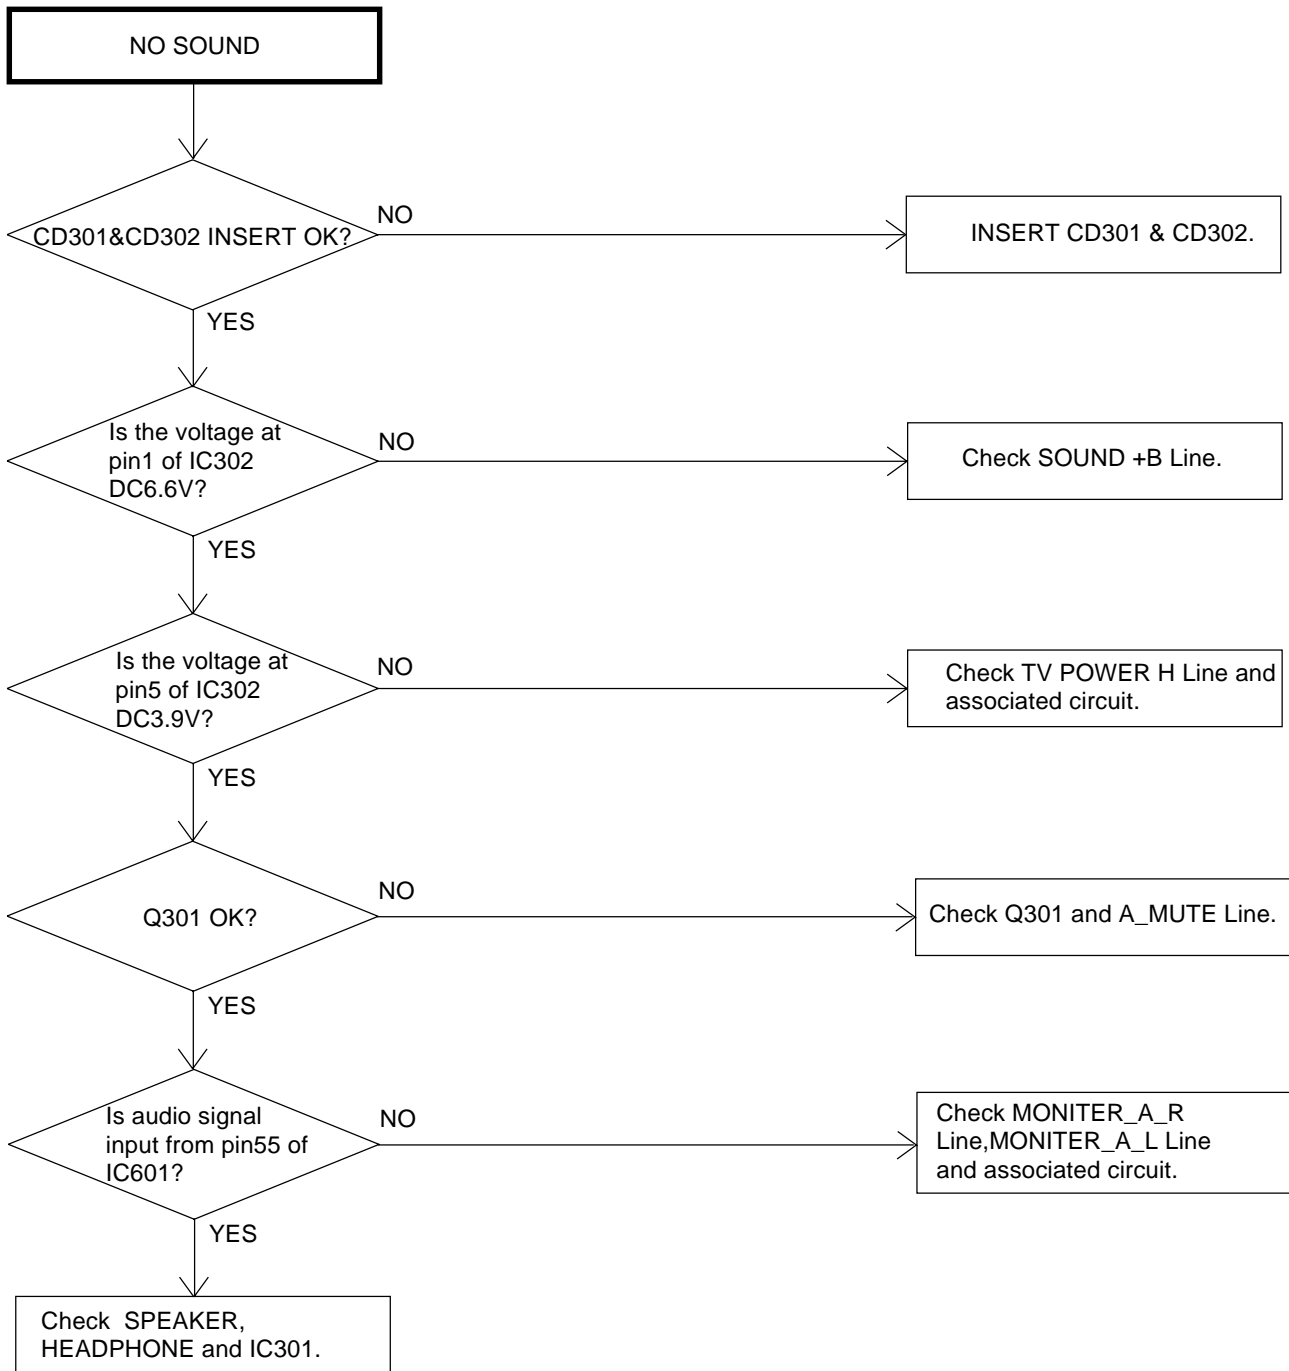 NO SOUND
CD301&CD302 INSERT OK?
NO
INSERT CD301 & CD302.
YES
Is the voltage at
pin1 of IC302
DC6.6V?
NO
Check SOUND +B Line.
YES
Is the voltage at
pin5 of IC302
DC3.9V?
NO
Check TV POWER H Line and
associated circuit.
YES
Q301 OK?
NO
Check Q301 and A_MUTE Line.
YES
Is audio signal
input from pin55 of
IC601?
NO
Check MONITER_A_R
Line,MONITER_A_L Line
and associated circuit.
YES
Check  SPEAKER,
HEADPHONE and IC301.